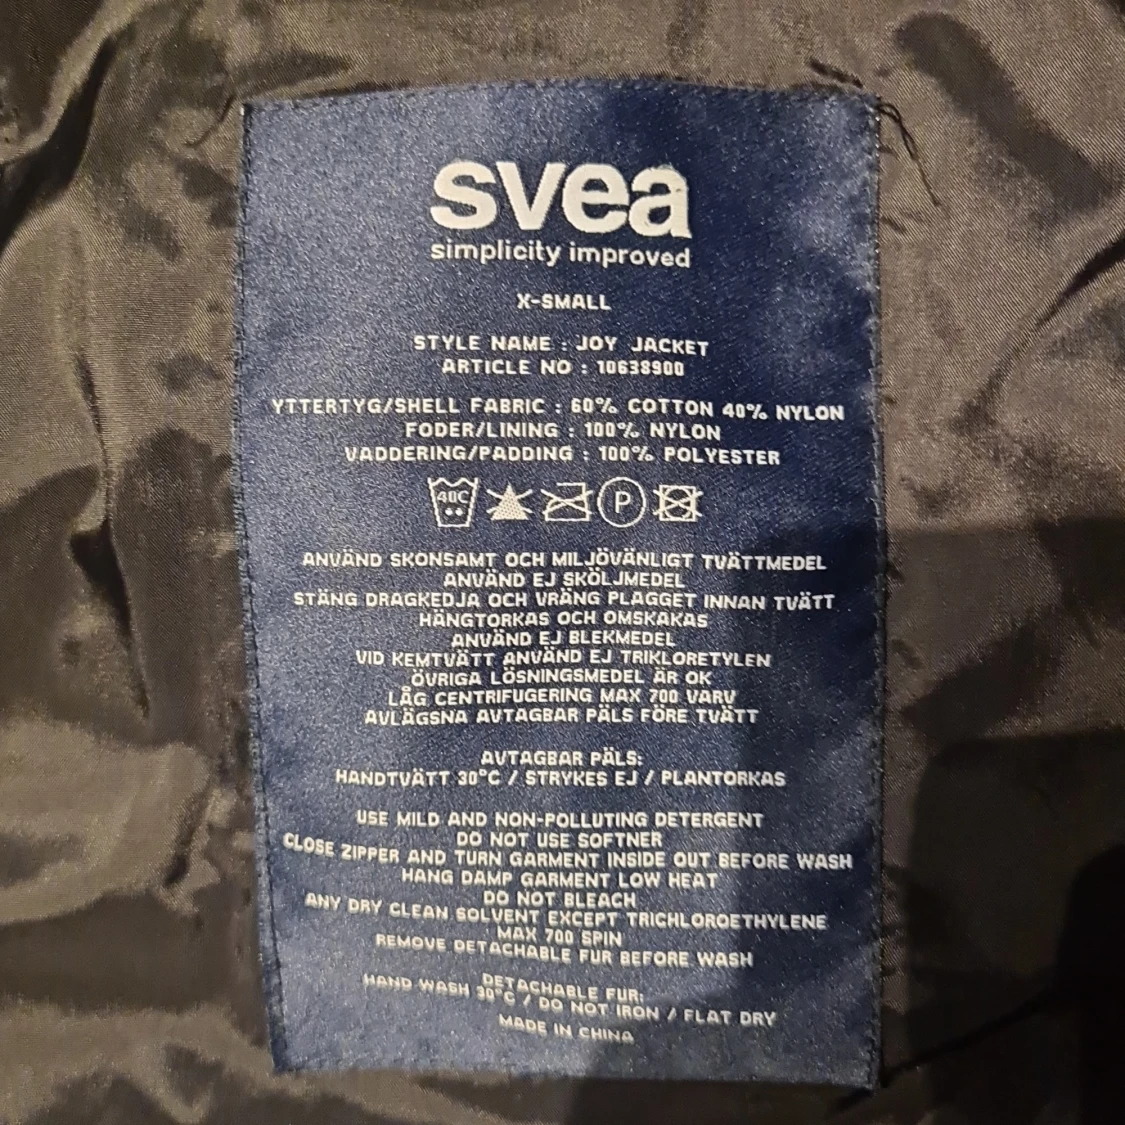 svea
simplicity improved
X-SMALL
STYLE NAME : JOY JACKET
ARTICLE NO : 10638900
YTTERTYG/SHELL FABRIC : 60% COTTON 40% NYLON
FODER/LINING : 100% NYLON
VADDERING/PADDING : 100% POLYESTER
40C P
ANVÄND SKONSAMT OCH MILJÖVÄNLIGT TVÄTTMEDEL
ANVÄND EJ SKÖLJMEDEL
STÄNG DRAGKEDJA OCH VRÄNG PLAGGET INNAN TVÄTT
HÄNGTORKAS OCH OMSKAKAS
ANVÄND EJ BLEKMEDEL
VID KEMTVÄTT ANVÄND EJ TRIKLORETYLEN
ÖVRIGA LÖSNINGSMEDEL ÄR OK
LÅG CENTRIFUGERING MAX 700 VARV
AVLÄGSNA AVTAGBAR PÄLS FÖRE TVÄTT
AVTAGBAR PÄLS:
HANDTVÄTT 30°C / STRYKES EJ / PLANTORKAS
USE MILD AND NON-POLLUTING DETERGENT
DO NOT USE SOFTNER
CLOSE ZIPPER AND TURN GARMENT INSIDE OUT BEFORE WASH
HANG DAMP GARMENT LOW HEAT
DO NOT BLEACH
ANY DRY CLEAN SOLVENT EXCEPT TRICHLOROETHYLENE
MAX 700 SPIN
REMOVE DETACHABLE FUR BEFORE WASH
DETACHABLE FUR:
HAND WASH 30°C / DO NOT IRON / FLAT DRY
MADE IN CHINA